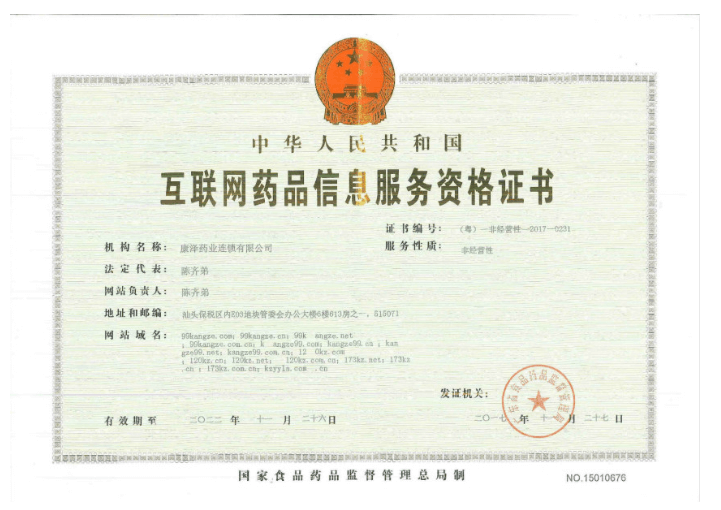 中华人民共和国
互联网药品信息服务资格证书
证书编号: (粤)—非经营性—2017—0231
机构名称: 康泽药业连锁有限公司
服务性质: 非经营性
法定代表: 陈齐弟
网站负责人: 陈齐弟
地址和邮编: 汕头保税区内E03地块管委会办公大楼6楼613房之一, 515071
网站域名: 99kangze.com; 99kangze.cn; 99k angze.net
; 99kangze.com.cn; k angze99.com; kangze99.cn ; kan
gze99.net; kangze99.com.cn; 12 0kz.com
; 120kz.cn; 120kz.net; 120kz.com.cn; 173kz.net; 173kz
.cn ; 173kz.com.cn; kzyyls.com .cn
发证机关:
有效期至 二〇二二 年 十一 月 二十六日
二〇一七 年 十一 月 二十七 日
国家食品药品监督管理总局制
NO.15010676